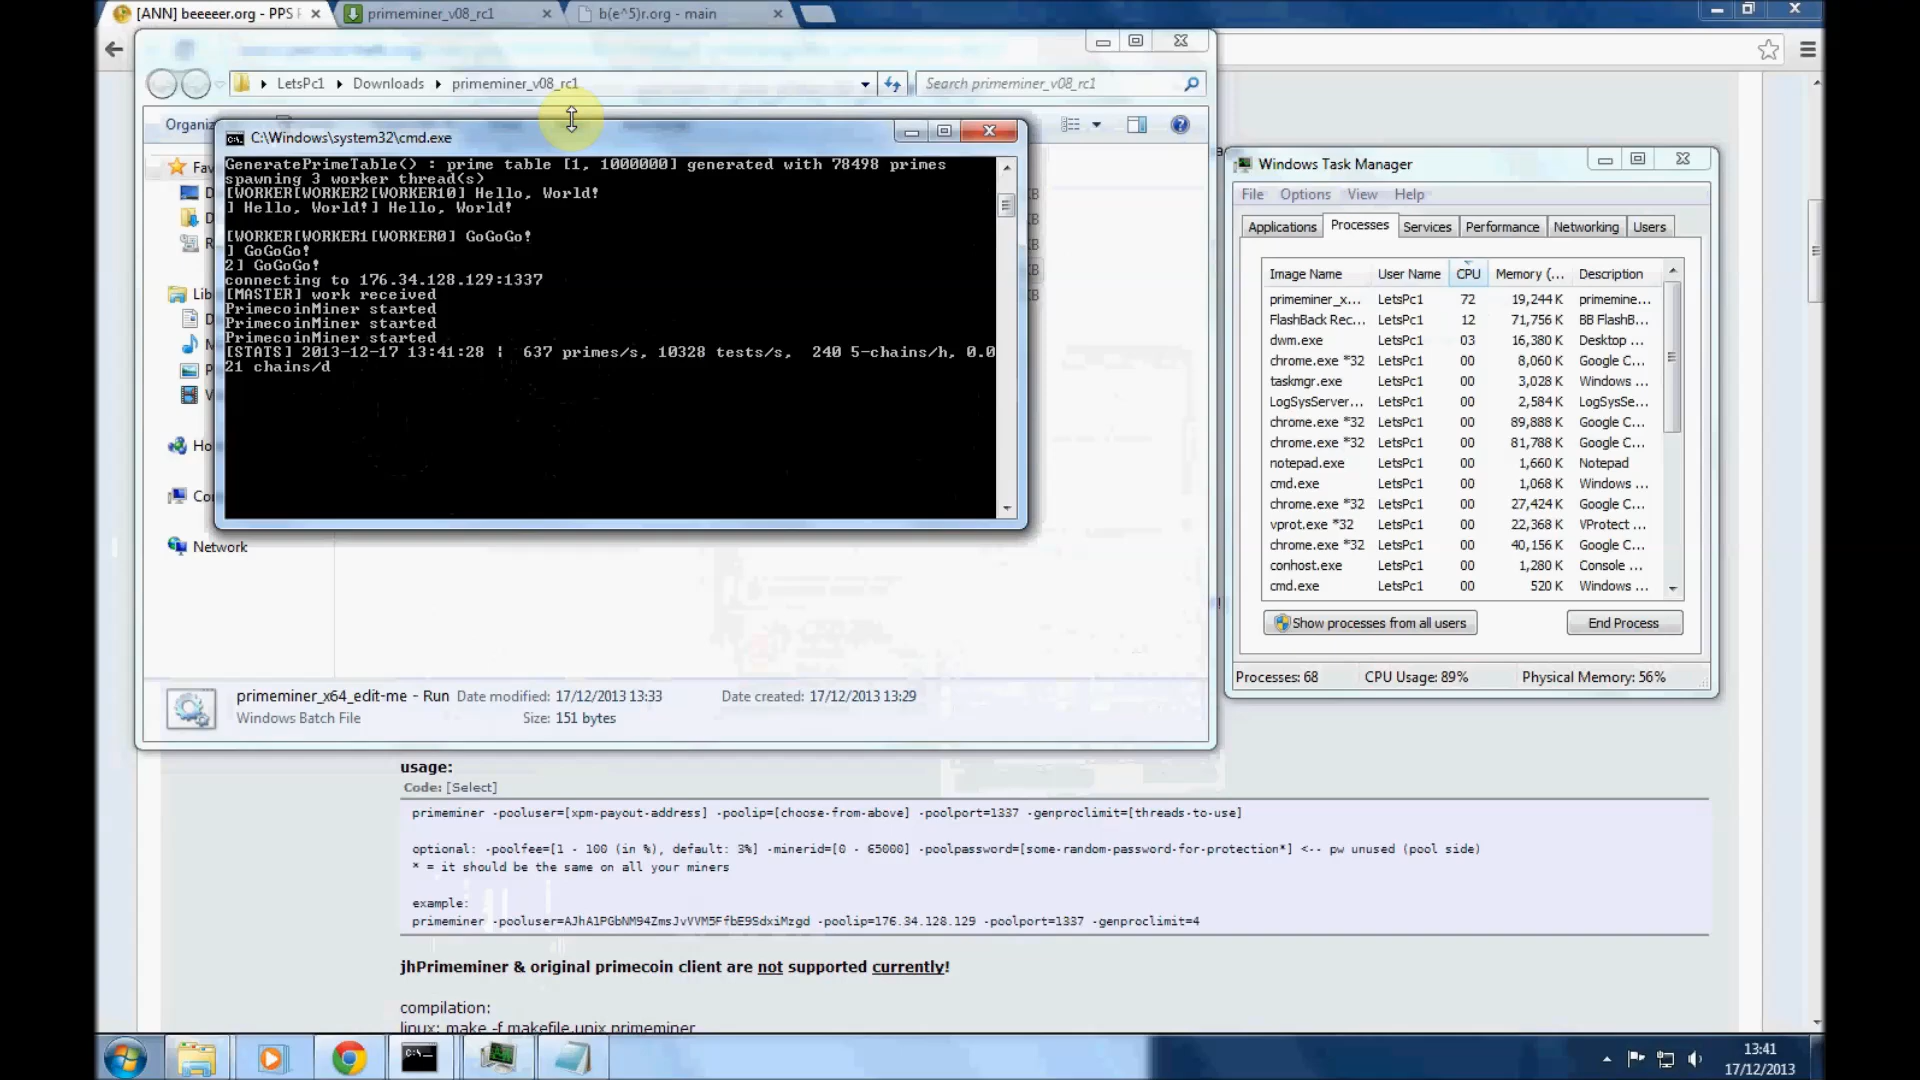 [ANN] beeeeer.org - PPS
primeminer_v08_rc1
b(e^5)r.org - main
LetsPc1
Downloads
primeminer_v08_rc1
Search primeminer_v08_rc1
C:\Windows\system32\cmd.exe
GeneratePrimeTable() : prime table [1, 1000000] generated with 78498 primes
spawning 3 worker thread(s)
[WORKER[WORKER2[WORKER10] Hello, World!
] Hello, World!] Hello, World!
[WORKER[WORKER1[WORKER0] GoGoGo!
] GoGoGo!
2] GoGoGo!
connecting to 176.34.128.129:1337
[MASTER] work received
PrimecoinMiner started
PrimecoinMiner started
PrimecoinMiner started
[STATS] 2013-12-17 13:41:28 | 637 primes/s, 10328 tests/s, 240 5-chains/h, 0.0
21 chains/d
Network
primeminer_x64_edit-me - Run Date modified: 17/12/2013 13:33 Date created: 17/12/2013 13:29
Windows Batch File Size: 151 bytes
Windows Task Manager
File Options View Help
Applications Processes Services Performance Networking Users
Image Name User Name CPU Memory (... Description
primeminer_x... LetsPc1 72 19,244 K primemine...
FlashBack Rec... LetsPc1 12 71,756 K BB FlashB...
dwm.exe LetsPc1 03 16,380 K Desktop ...
chrome.exe *32 LetsPc1 00 8,060 K Google C...
taskmgr.exe LetsPc1 00 3,028 K Windows ...
LogSysServer... LetsPc1 00 2,584 K LogSysSe...
chrome.exe *32 LetsPc1 00 89,888 K Google C...
chrome.exe *32 LetsPc1 00 81,788 K Google C...
notepad.exe LetsPc1 00 1,660 K Notepad
cmd.exe LetsPc1 00 1,068 K Windows ...
chrome.exe *32 LetsPc1 00 27,424 K Google C...
vprot.exe *32 LetsPc1 00 22,368 K VProtect ...
chrome.exe *32 LetsPc1 00 40,156 K Google C...
conhost.exe LetsPc1 00 1,280 K Console ...
cmd.exe LetsPc1 00 520 K Windows ...
Show processes from all users End Process
Processes: 68 CPU Usage: 89% Physical Memory: 56%
usage:
Code: [Select]
primeminer -pooluser=[xpm-payout-address] -poolip=[choose-from-above] -poolport=1337 -genproclimit=[threads-to-use]
optional: -poolfee=[1 - 100 (in %), default: 3%] -minerid=[0 - 65000] -poolpassword=[some-random-password-for-protection*] <-- pw unused (pool side)
* = it should be the same on all your miners
example:
primeminer -pooluser=AJhA1PGbNM94ZmsJvVVM5FfbE9SdxiMzgd -poolip=176.34.128.129 -poolport=1337 -genproclimit=4
jhPrimeminer & original primecoin client are not supported currently!
compilation:
linux: make -f makefile.unix primeminer
13:41
17/12/2013